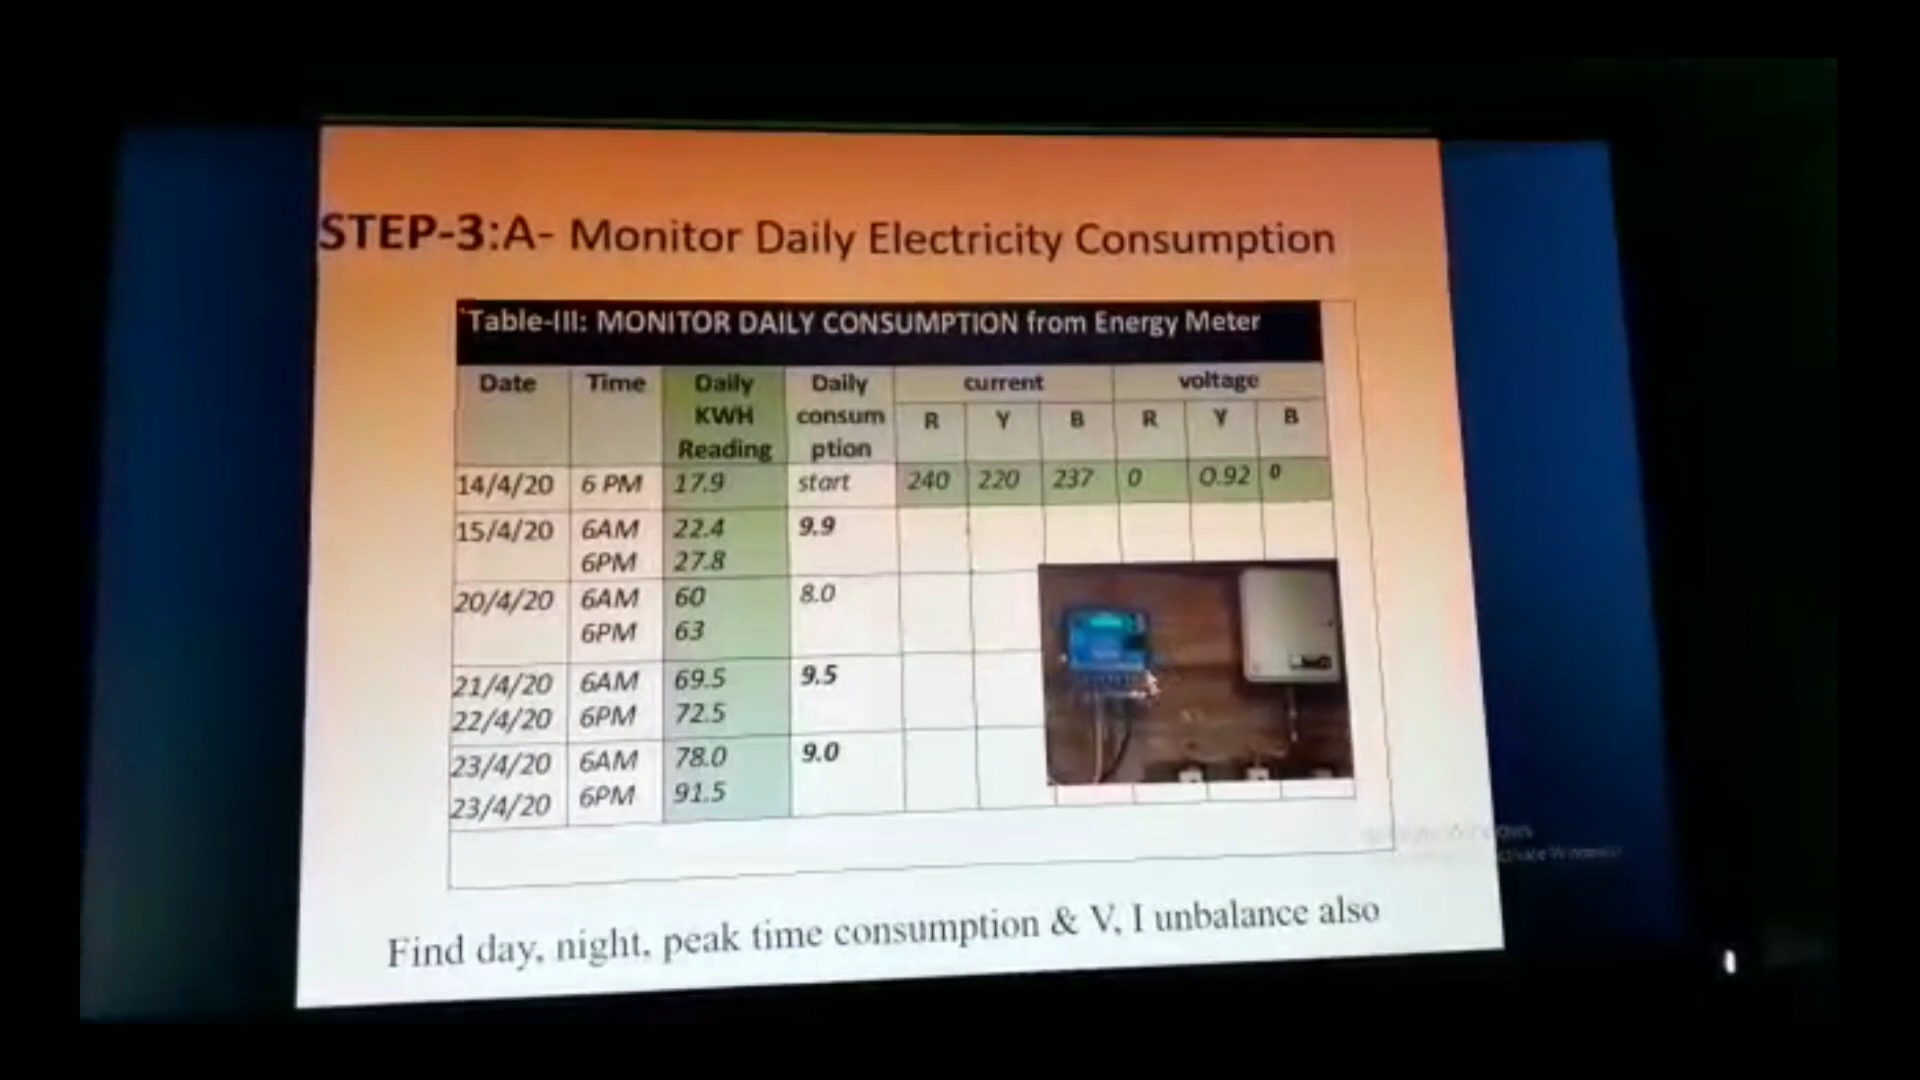 STEP-3:A- Monitor Daily Electricity Consumption
Table-III: MONITOR DAILY CONSUMPTION from Energy Meter
Date Time Daily KWH Reading Daily consum ption current voltage
R Y B R Y B
14/4/20 6 PM 17.9 start 240 220 237 0 0.92 0
15/4/20 6AM 22.4 9.9
6PM 27.8
20/4/20 6AM 60 8.0
6PM 63
21/4/20 6AM 69.5 9.5
22/4/20 6PM 72.5
23/4/20 6AM 78.0 9.0
23/4/20 6PM 91.5
Find day, night, peak time consumption & V, I unbalance also